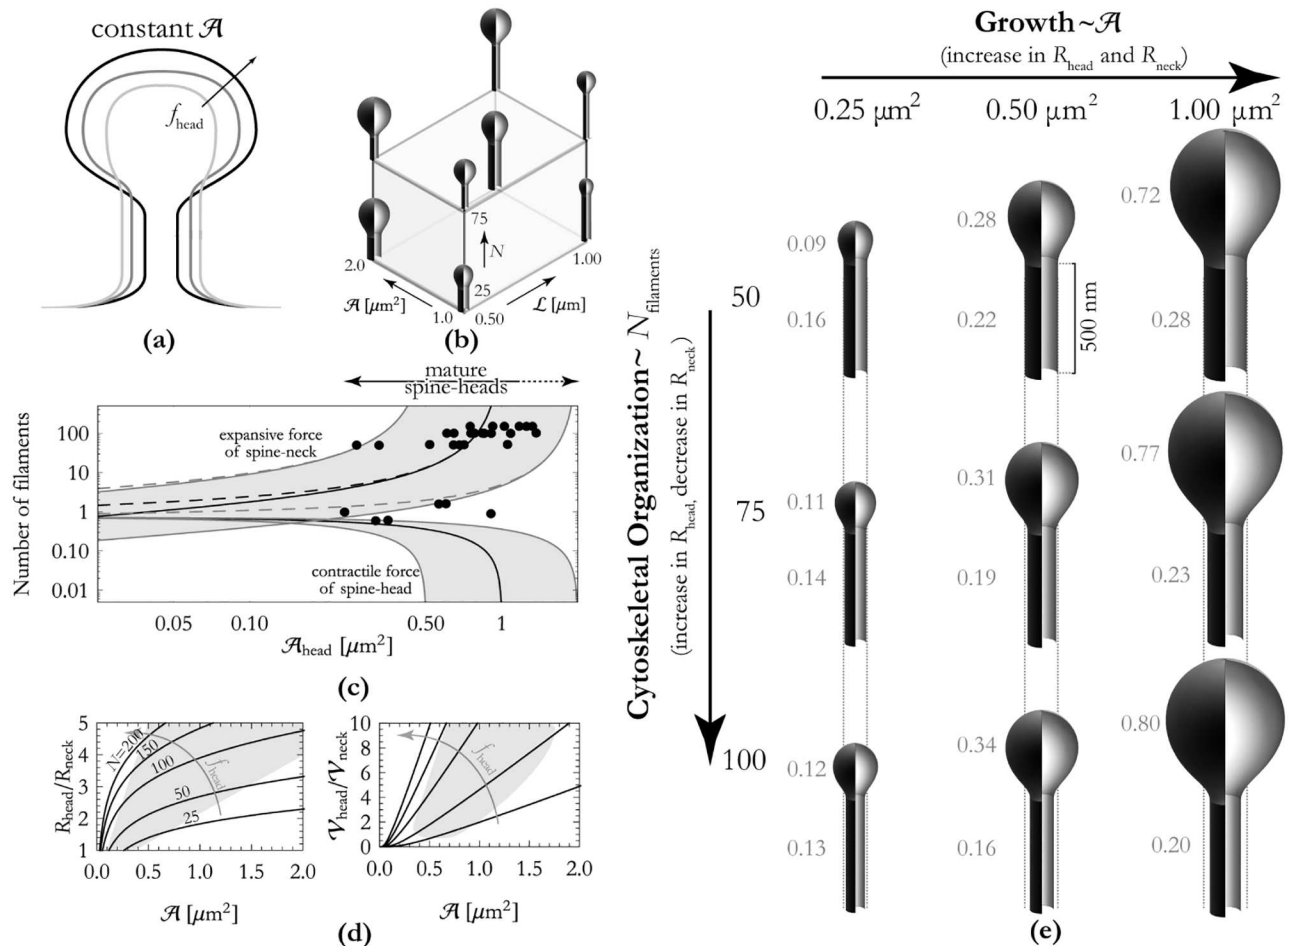 constant 𝒜
f_head
(a)
75
N
25
2.0
1.00
𝒜 [μm²]
ℒ [μm]
1.0
0.50
(b)
mature
spine-heads
Number of filaments
100
10
1
0.10
0.01
expansive force
of spine-neck
contractile force
of spine-head
0.05
0.10
0.50
1
𝒜_head [μm²]
(c)
R_head/R_neck
5
4
3
2
1
N=200
150
100
50
25
f_head
0.0
0.5
1.0
1.5
2.0
𝒜 [μm²]
𝒱_head/𝒱_neck
10
8
6
4
2
0
f_head
0.0
0.5
1.0
1.5
2.0
𝒜 [μm²]
(d)
Growth~𝒜
(increase in R_head and R_neck)
0.25 μm²
0.50 μm²
1.00 μm²
Cytoskeletal Organization~ N_filaments
(increase in R_head, decrease in R_neck)
50
0.09
0.16
0.28
0.22
500 nm
0.72
0.28
75
0.11
0.14
0.31
0.19
0.77
0.23
100
0.12
0.13
0.34
0.16
0.80
0.20
(e)